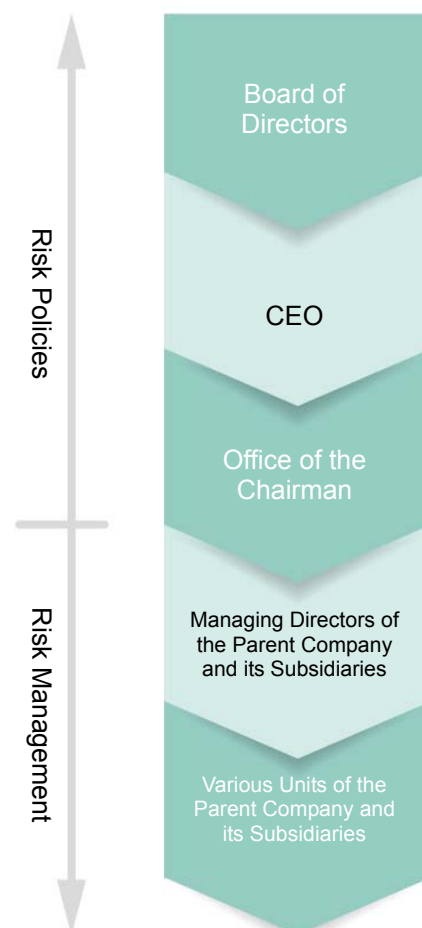 Risk Policies
Board of
Directors
CEO
Office of the
Chairman
Risk Management
Managing Directors of
the Parent Company
and its Subsidiaries
Various Units of the
Parent Company and
its Subsidiaries